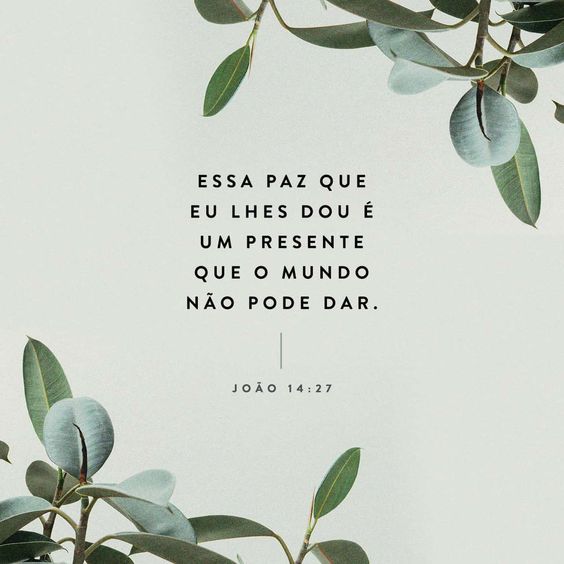 ESSA PAZ QUE
EU LHES DOU É
UM PRESENTE
QUE O MUNDO
NÃO PODE DAR.
JOÃO 14:27